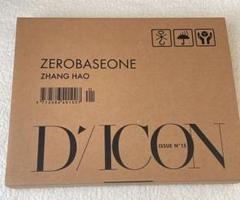 ZEROBASEONE
ZHANG HAO
D'/ICON
ISSUE N°15